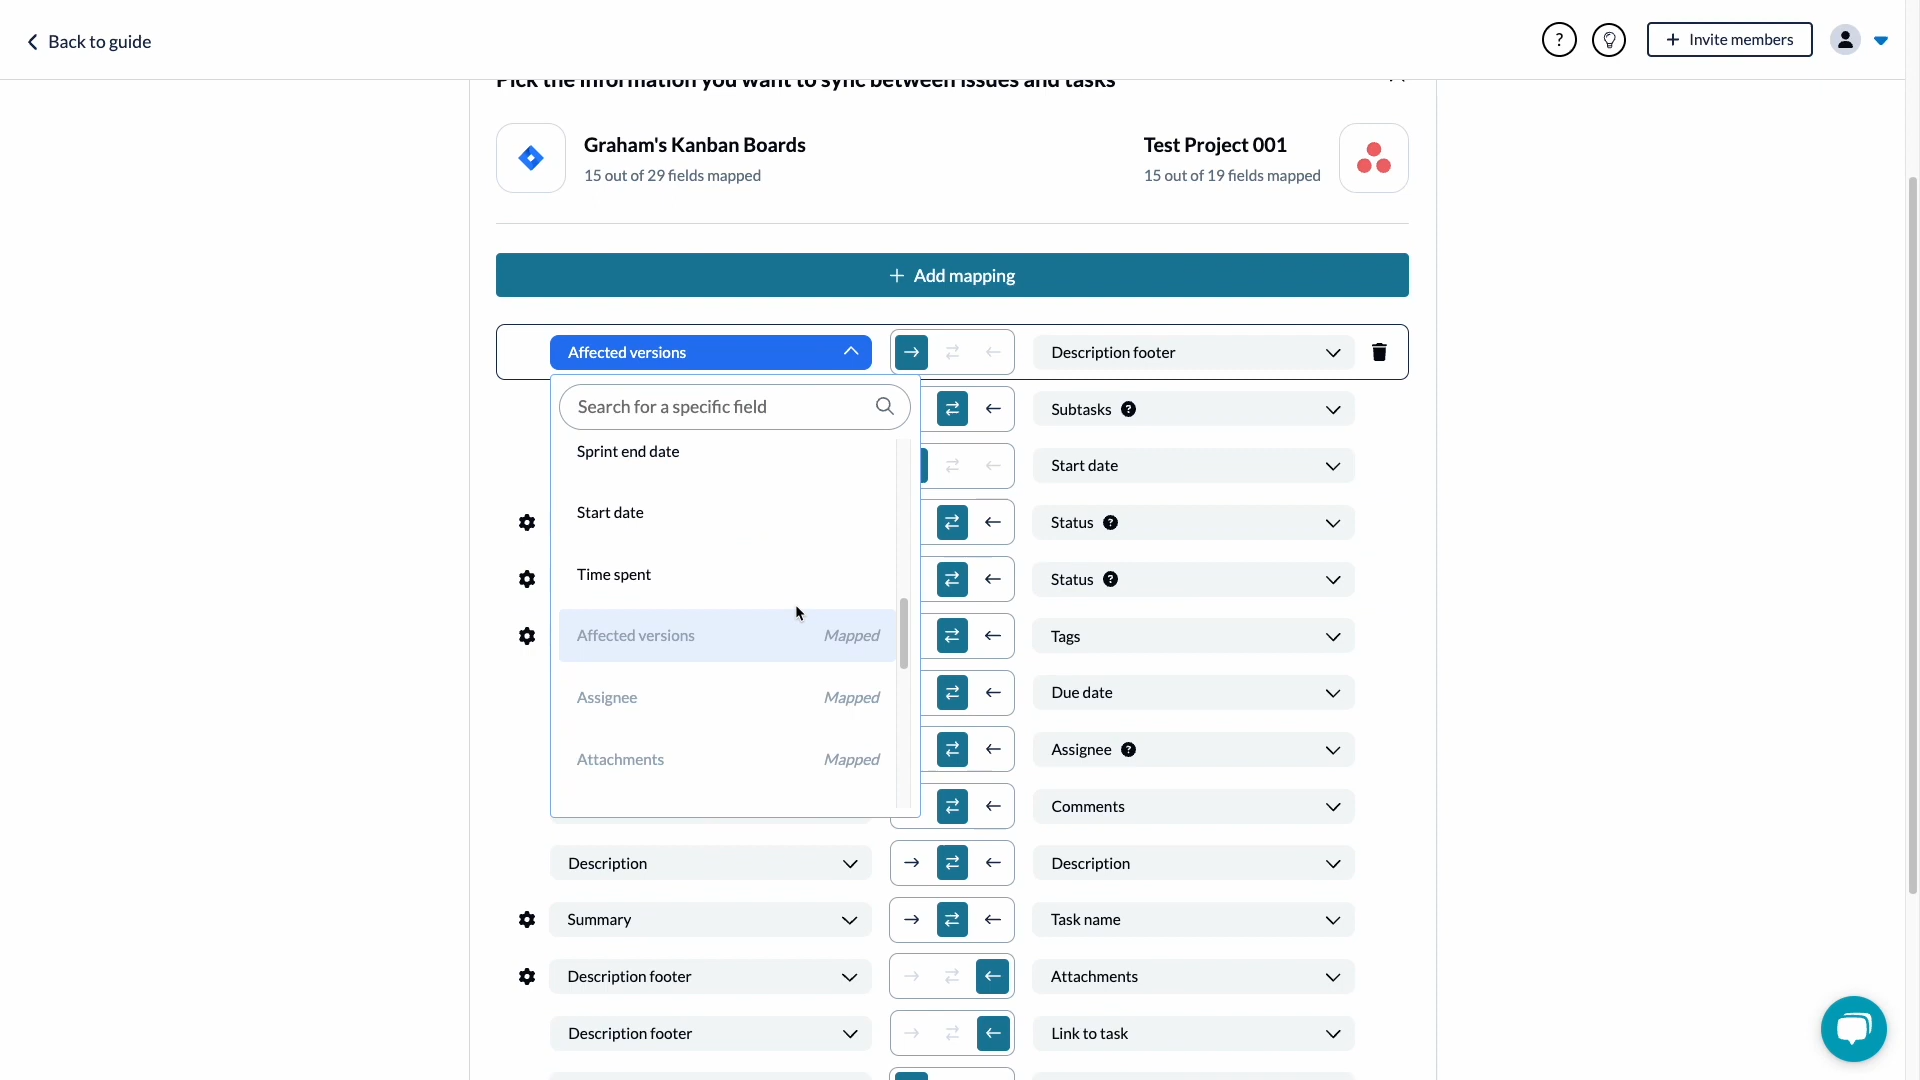 Back to guide
?
+ Invite members
Pick the information you want to sync between issues and tasks
Graham's Kanban Boards
15 out of 29 fields mapped
Test Project 001
15 out of 19 fields mapped
+ Add mapping
Affected versions
Description footer
Search for a specific field
Subtasks ?
Sprint end date
Start date
Start date
Status ?
Time spent
Status ?
Affected versions Mapped
Tags
Assignee Mapped
Due date
Attachments Mapped
Assignee ?
Comments
Description
Description
Summary
Task name
Description footer
Attachments
Description footer
Link to task